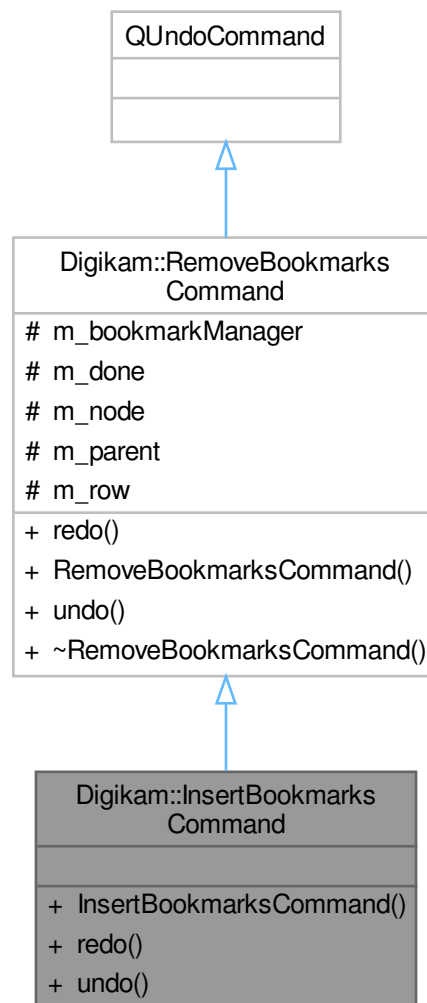 QUndoCommand
Digikam::RemoveBookmarks
Command
# m_bookmarkManager
# m_done
# m_node
# m_parent
# m_row
+ redo()
+ RemoveBookmarksCommand()
+ undo()
+ ~RemoveBookmarksCommand()
Digikam::InsertBookmarks
Command
+ InsertBookmarksCommand()
+ redo()
+ undo()